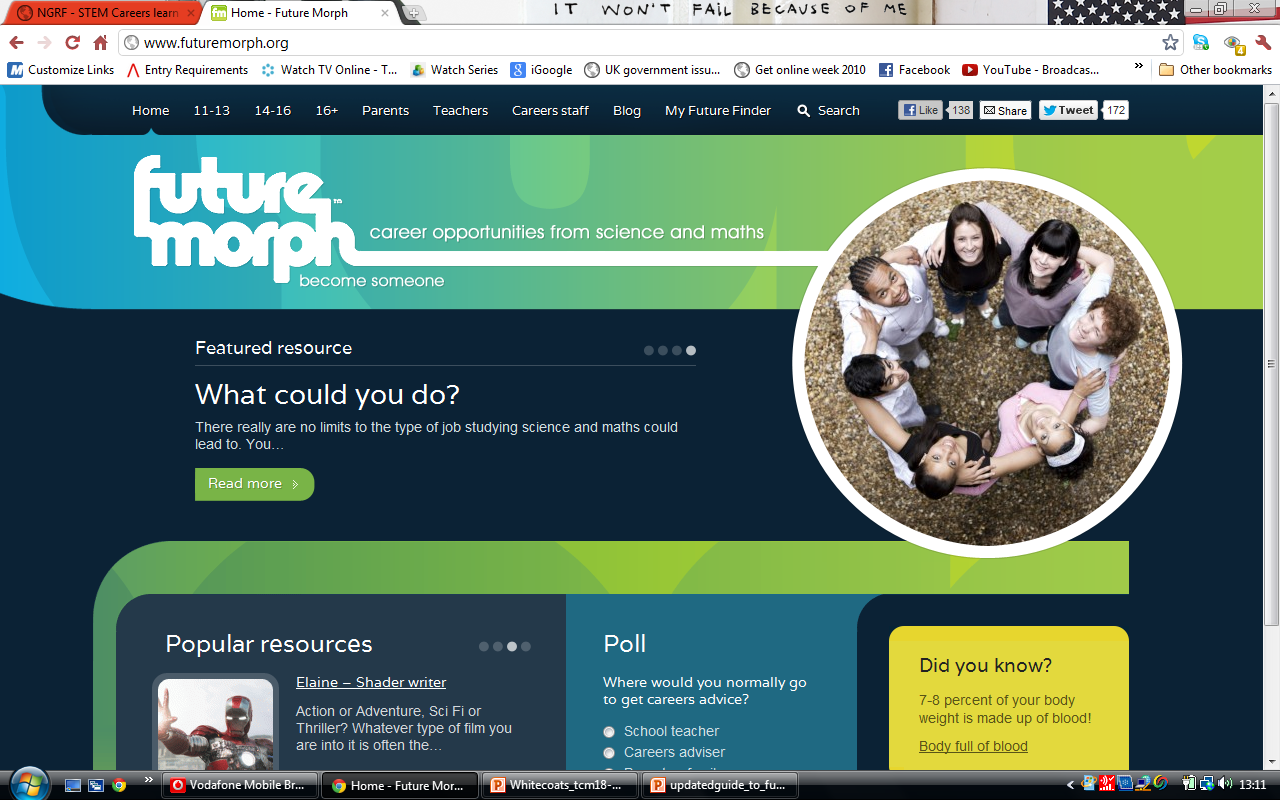 NGRF - STEM Careers learn
fm Home - Future Morph
IT WON'T FAIL BECAUSE OF ME
www.futuremorph.org
4
M Customize Links
Entry Requirements
Watch TV Online - T...
Watch Series
iGoogle
UK government issu...
Get online week 2010
Facebook
YouTube - Broadcas...
»
Other bookmarks
Home 11-13 14-16 16+ Parents Teachers Careers staff Blog My Future Finder Search
Like 138 Share Tweet 172
future
morph™
career opportunities from science and maths
become someone
Featured resource
What could you do?
There really are no limits to the type of job studying science and maths could
lead to. You...
Read more
Popular resources
Elaine – Shader writer
Action or Adventure, Sci Fi or
Thriller? Whatever type of film you
are into it is often the...
Poll
Where would you normally go
to get careers advice?
School teacher
Careers adviser
Did you know?
7-8 percent of your body
weight is made up of blood!
Body full of blood
»
Vodafone Mobile Br...
Home - Future Mor...
Whitecoats_tcm18-...
updatedguide_to_fu...
13:11